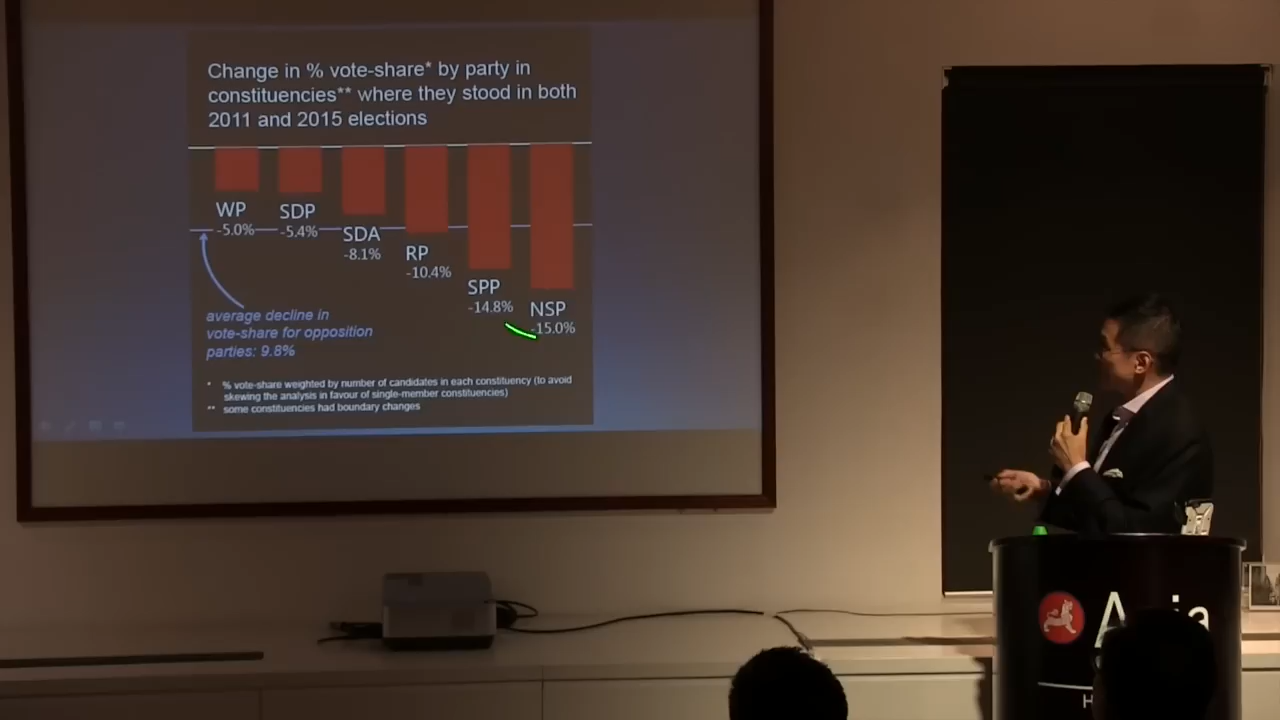 Change in % vote-share* by party in
constituencies** where they stood in both
2011 and 2015 elections
WP
-5.0%
SDP
-5.4%
SDA
-8.1%
RP
-10.4%
SPP
-14.8%
NSP
-15.0%
average decline in
vote-share for opposition
parties: 9.8%
* % vote-share weighted by number of candidates in each constituency (to avoid
skewing the analysis in favour of single-member constituencies)
** some constituencies had boundary changes